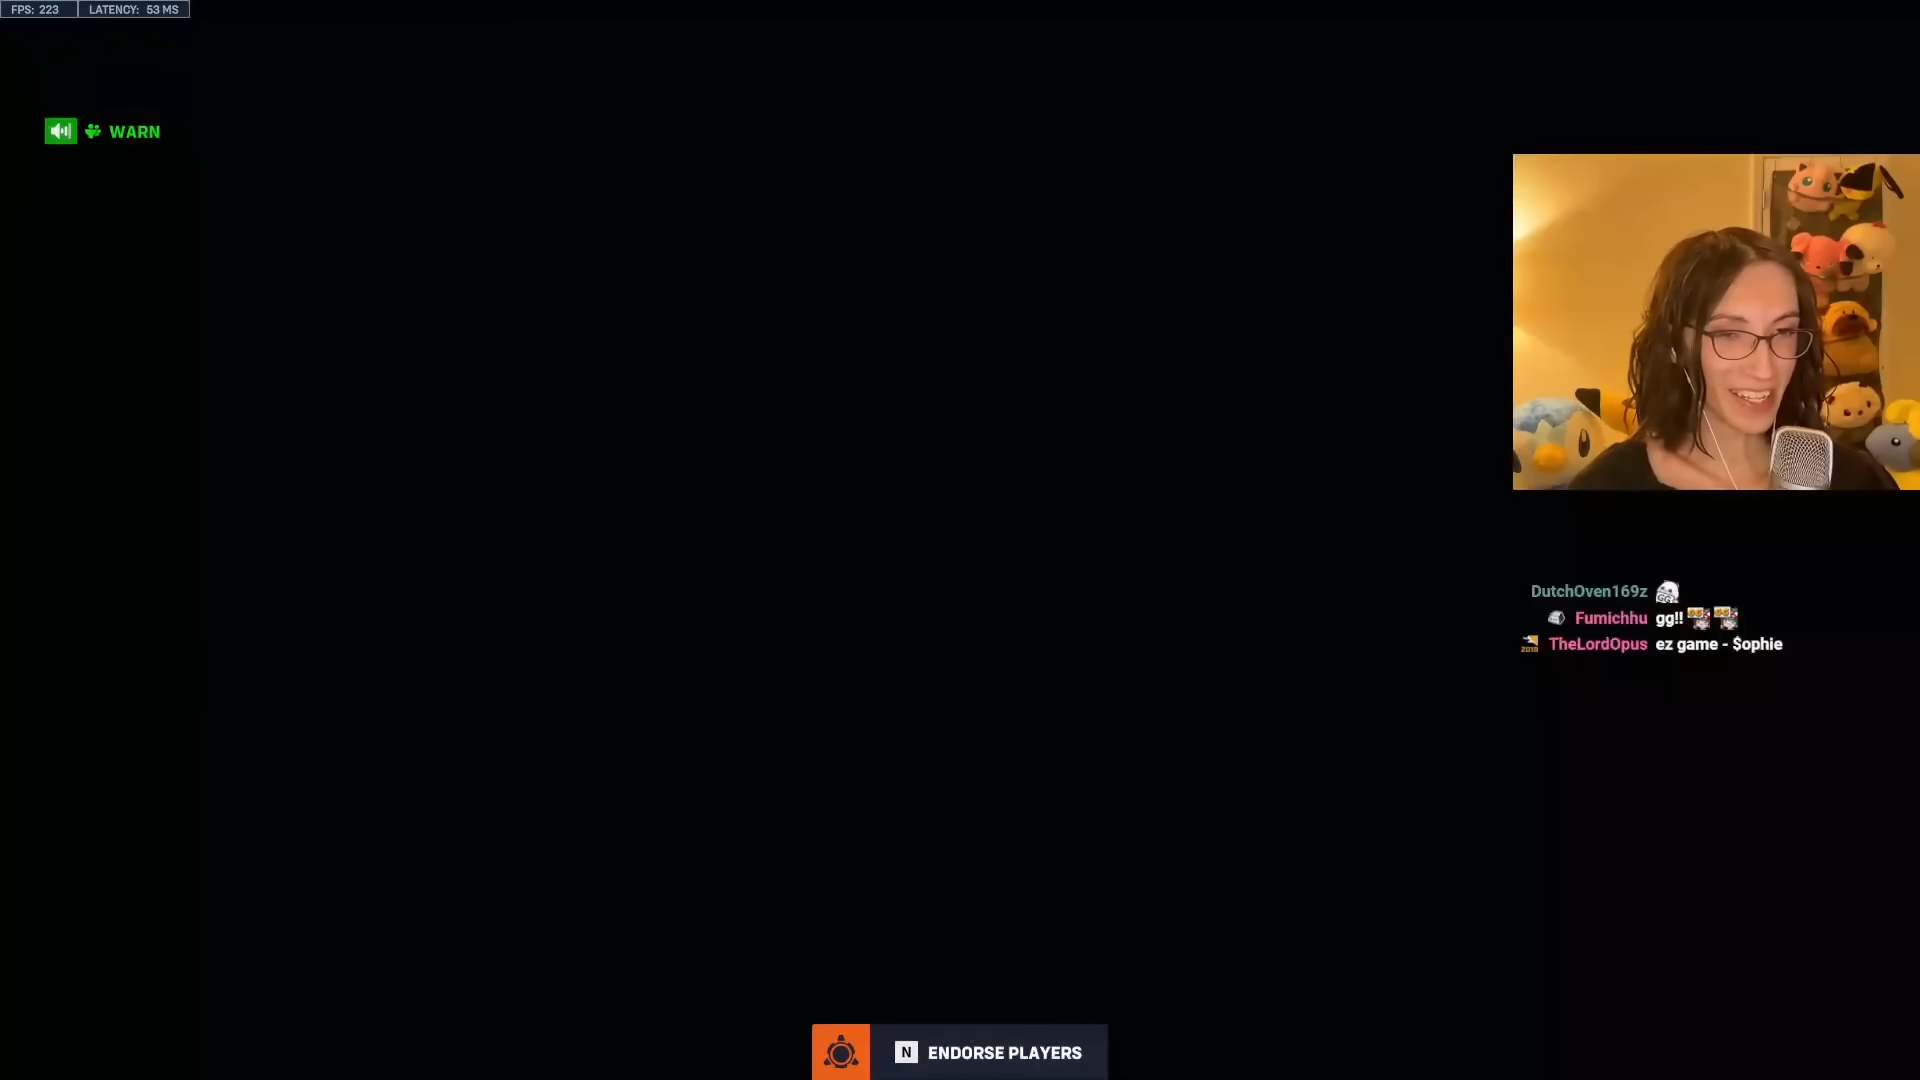 FPS: 223 LATENCY: 53 MS
WARN
DutchOven169z
Fumichhu gg!!
TheLordOpus ez game - $ophie
N ENDORSE PLAYERS